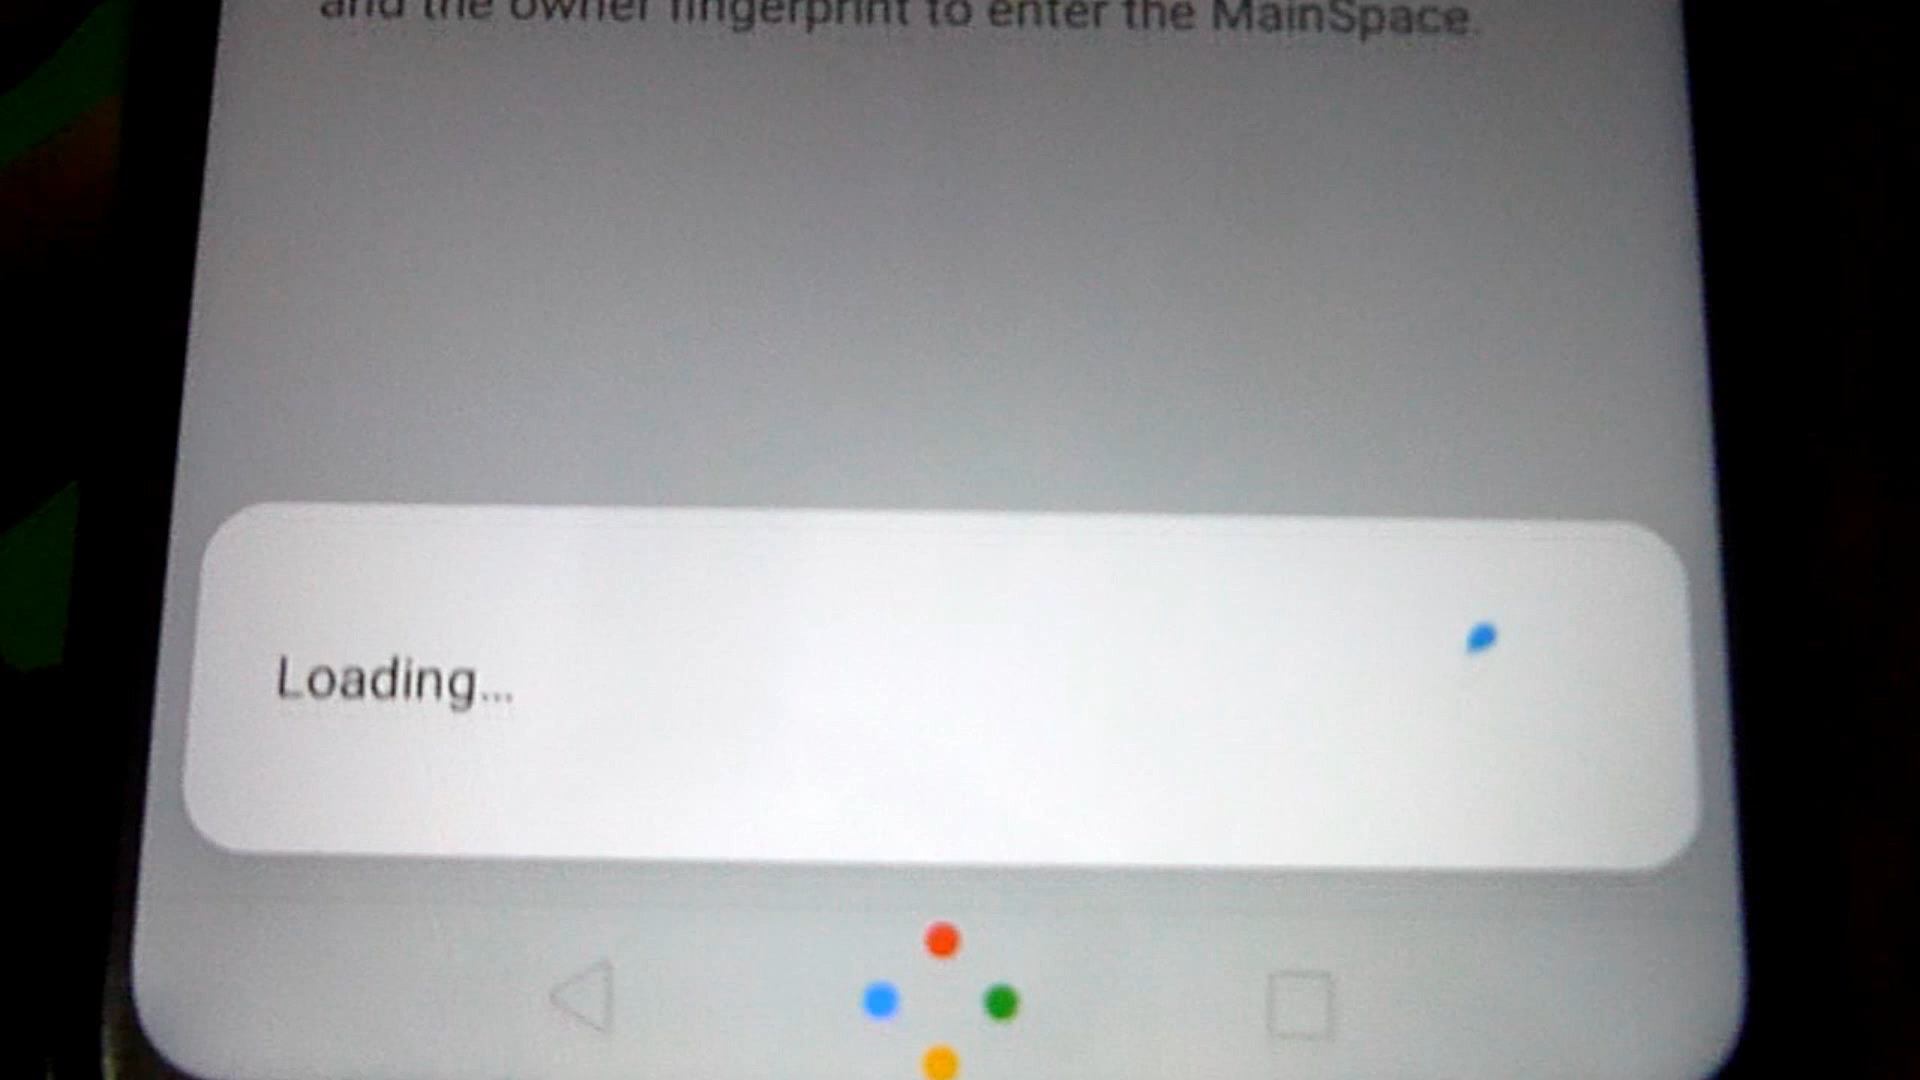 and the owner fingerprint to enter the MainSpace.
Loading...